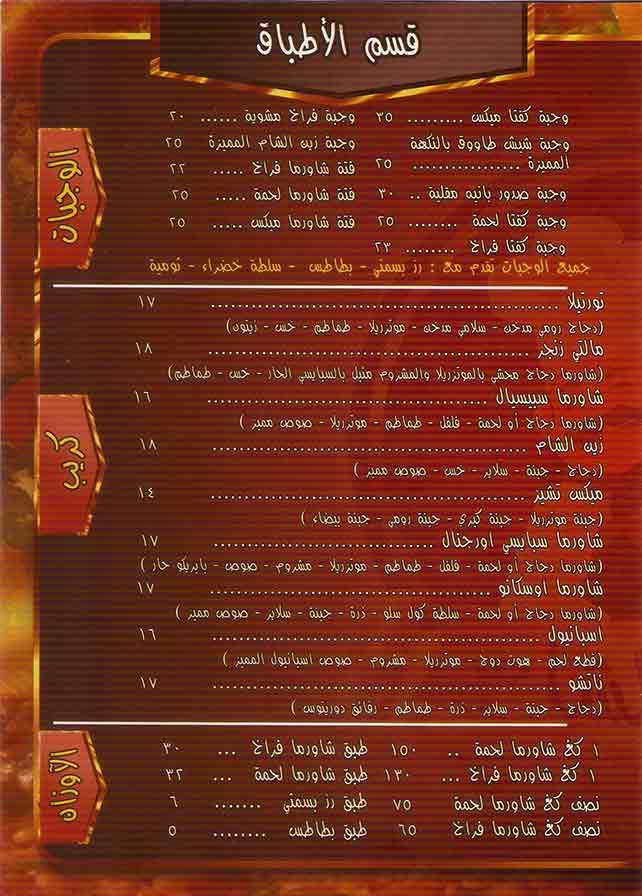 قسم الأطباق
الوجبات
وجبة كفتا ميكس ......... ٣٥
وجبة شيش طاووق بالنكهة
المميزة ................. ٢٥
وجبة صدور بانيه مقلية .. ٣٠
وجبة كفتا لحمة ........ ٢٥
وجبة كفتا فراخ ........ ٢٣
وجبة فراخ مشوية ...... ٢٠
وجبة زين الشام المميزة ٢٥
فتة شاورما فراخ ..... ٢٢
فتة شاورما لحمة ..... ٢٥
فتة شاورما ميكس ..... ٢٥
جميع الوجبات تقدم مع : رز بسمتي - بطاطس - سلطة خضراء - ثومية
كريب
تورتيلا ................ ١٧
(دجاج رومي مدخن - سلامي مدخن - موتزريلا - طماطم - خس - زيتون)
مالتي زنجر ................ ١٨
(شاورما دجاج محشي بالموتزريلا والمشروم متبل بالسبايسي الحار - خس - طماطم)
شاورما سبيسيال ................ ١٦
(شاورما دجاج أو لحمة - فلفل - طماطم - موتزريلا - صوص مميز )
زين الشام ................ ١٨
(دجاج - جبنة - سلايز - خس - صوص مميز )
ميكس تشيز ................ ١٤
(جبنة موتزريلا - جبنة كيري - جبنة رومي - جبنة بيضاء )
شاورما سبايسي اورجنال ................ ١٧
(شاورما دجاج أو لحمة - فلفل - طماطم - موتزريلا - مشروم - صوص - بابريكو حار )
شاورما أوسكانو ................ ١٧
(شاورما دجاج أو لحمة - سلطة كول سلو - ذرة - جبنة - سلايز - صوص مميز )
اسبانيول ................ ١٦
(قطع لحم - هوت دوج - موتزريلا - مشروم - صوص اسبانيول المميز )
ناتشو ................ ١٧
(دجاج - جبنة - سلايز - ذرة - طماطم - رقائق دوريتوس )
الأوزان
١ كغ شاورما لحمة .. ١٥٠
١ كغ شاورما فراخ ... ١٣٠
نصف كغ شاورما لحمة ٧٥
نصف كغ شاورما فراخ ٦٥
طبق شاورما فراخ ... ٣٠
طبق شاورما لحمة ... ٣٢
طبق رز بسمتي ....... ٦
طبق بطاطس ........ ٥